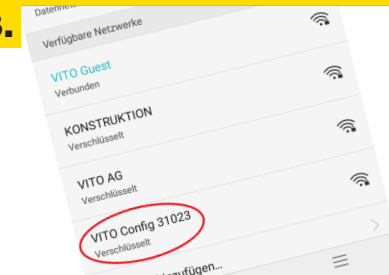 3.
Verfügbare Netzwerke
VITO Guest
Verbunden
KONSTRUKTION
Verschlüsselt
VITO AG
Verschlüsselt
VITO Config 31023
Verschlüsselt